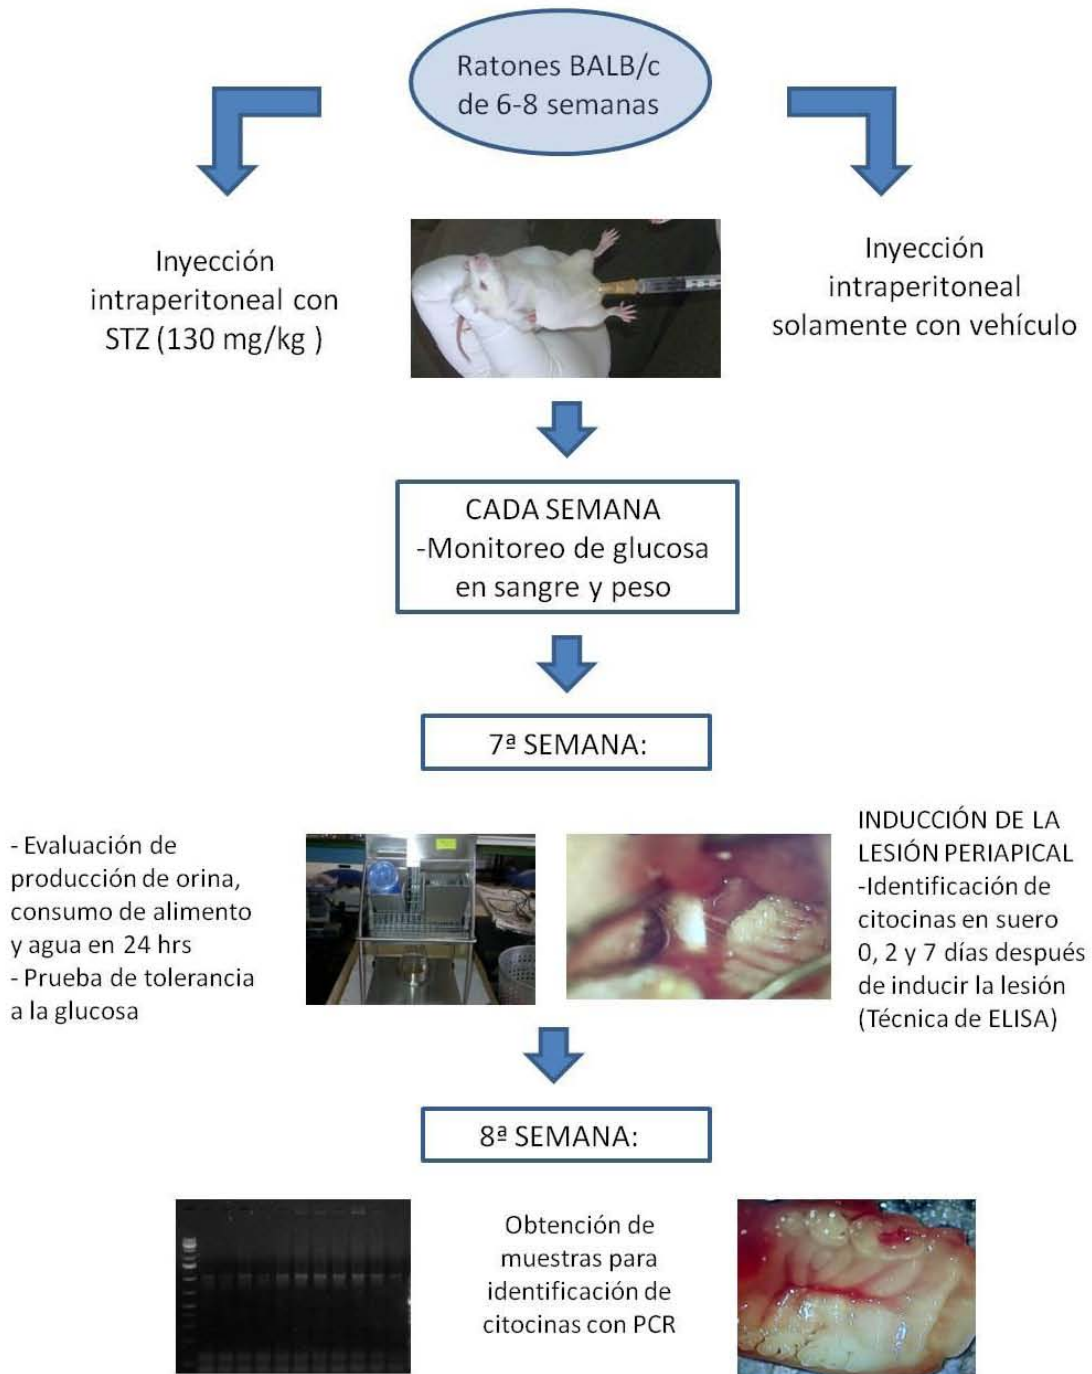 Ratones BALB/c
de 6-8 semanas
Inyección
intraperitoneal con
STZ (130 mg/kg )
Inyección
intraperitoneal
solamente con vehículo
CADA SEMANA
-Monitoreo de glucosa
en sangre y peso
7ª SEMANA:
- Evaluación de
producción de orina,
consumo de alimento
y agua en 24 hrs
- Prueba de tolerancia
a la glucosa
INDUCCIÓN DE LA
LESIÓN PERIAPICAL
-Identificación de
citocinas en suero
0, 2 y 7 días después
de inducir la lesión
(Técnica de ELISA)
8ª SEMANA:
Obtención de
muestras para
identificación de
citocinas con PCR